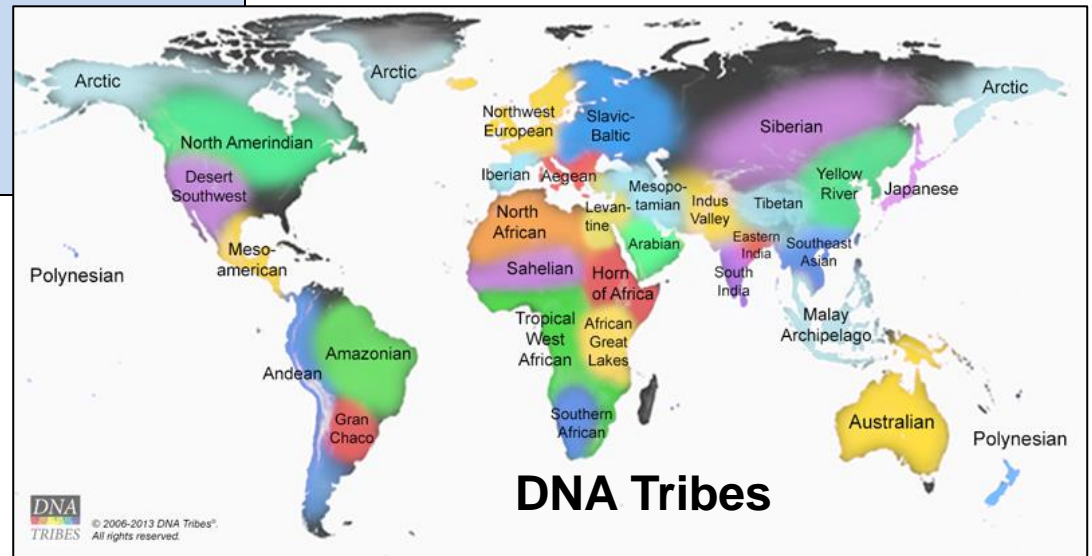 Arctic
Arctic
Arctic
North Amerindian
Desert
Southwest
Meso-
american
Polynesian
Andean
Amazonian
Gran
Chaco
Northwest
European
Slavic-
Baltic
Siberian
Iberian
Aegean
Mesopo-
tamian
Levan-
tine
Indus
Valley
Tibetan
Yellow
River
Japanese
North
African
Arabian
Eastern
India
Southeast
Asian
South
India
Sahelian
Horn
of Africa
Tropical
West
African
African
Great
Lakes
Southern
African
Malay
Archipelago
Australian
Polynesian
DNA Tribes
DNA
TRIBES
© 2006-2013 DNA Tribes®.
All rights reserved.